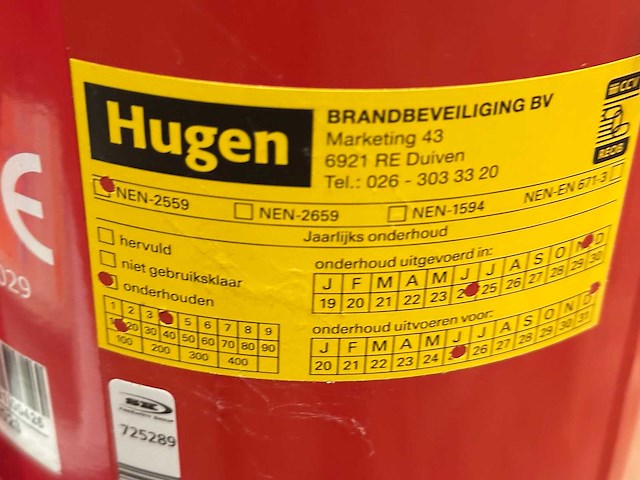 Hugen
BRANDBEVEILIGING BV
Marketing 43
6921 RE Duiven
Tel.: 026 - 303 33 20
CCV
REOB
NEN-2559 NEN-2659 NEN-1594 NEN-EN 671-3
Jaarlijks onderhoud
hervuld
niet gebruiksklaar
onderhouden
1 2 3 5 6 7 8 9
20 30 40 50 60 70 80 90
100 200 300 400
onderhoud uitgevoerd in:
J F M A M J J A S O N D
19 20 21 22 23 25 26 27 28 29 30
onderhoud uitvoeren voor:
J F M A M J J A S O N D
20 21 22 23 24 26 27 28 29 30 31
CE
029
725289